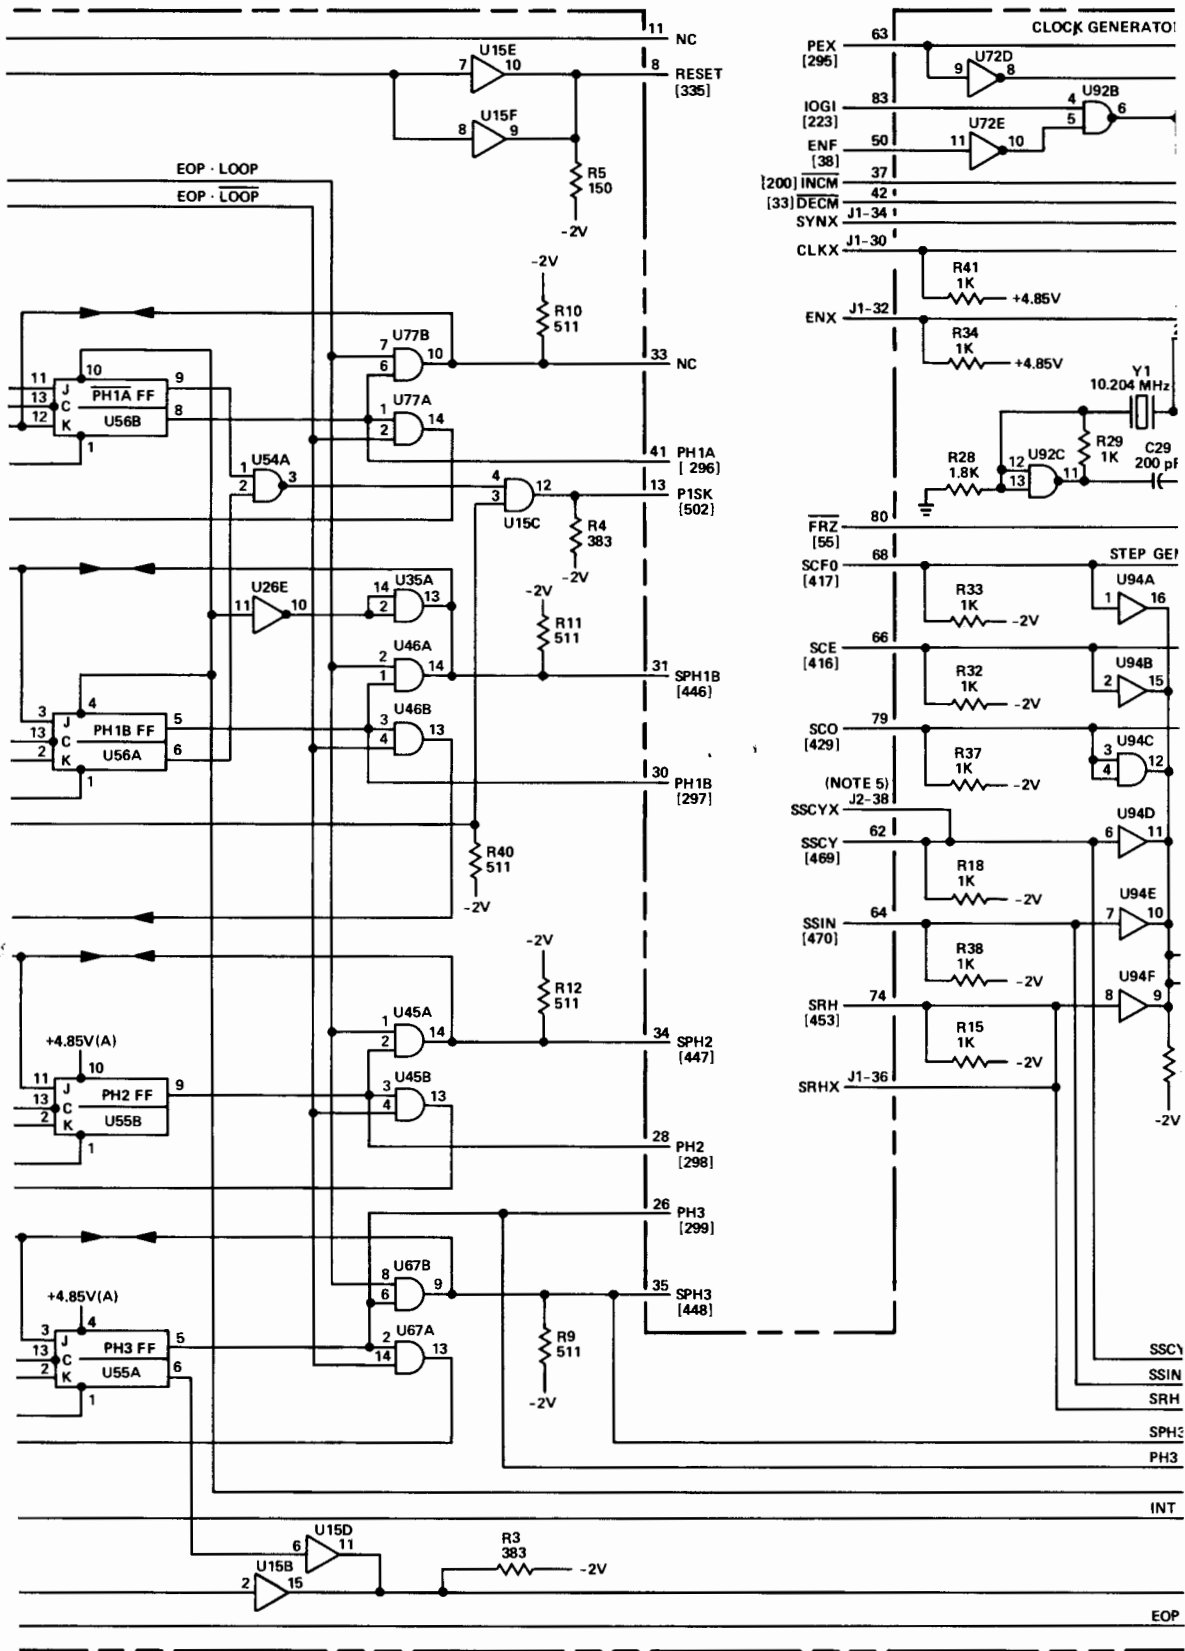 11 NC
U15E
7 10
8 RESET
[335]
U15F
8 9
R5
150
-2V
EOP · LOOP
EOP · LOOP
-2V
R10
511
U77B
7 10
6
33 NC
10
11 J PH1A FF 9
13 C
12 K U56B 8
1
U77A
1 14
2
41 PH1A
[296]
U54A
1 3
2
4 12
3
U15C
13 P1SK
[502]
R4
383
-2V
U26E
11 10
U35A
14 13
2
-2V
R11
511
U46A
2 14
1
31 SPH1B
[446]
4
3 J PH1B FF 5
13 C
2 K U56A 6
1
U46B
3 13
4
30 PH1B
[297]
R40
511
-2V
-2V
R12
511
U45A
1 14
2
34 SPH2
[447]
+4.85V(A)
10
11 J PH2 FF 9
13 C
2 K U55B
1
U45B
3 13
4
28 PH2
[298]
26 PH3
[299]
U67B
8 9
6
35 SPH3
[448]
+4.85V(A)
4
3 J PH3 FF 5
13 C
2 K U55A 6
1
U67A
2 13
14
R9
511
-2V
U15D
6 11
U15B
2 15
R3
383
-2V
CLOCK GENERATO
PEX 63
[295]
U72D
9 8
IOGI 83
[223]
U92B
4 6
5
ENF 50
[38]
U72E
11 10
[200] INCM 37
[33] DECM 42
SYNX J1-34
CLKX J1-30
R41
1K
+4.85V
ENX J1-32
R34
1K
+4.85V
Y1
10.204 MHz
R29
1K
C29
200 pF
R28
1.8K
U92C
12 11
13
FRZ 80
[55]
SCF0 68
[417]
STEP GEN
U94A
1 16
R33
1K
-2V
SCE 66
[416]
U94B
2 15
R32
1K
-2V
SCO 79
[429]
U94C
3 12
4
R37
1K
-2V
(NOTE 5)
J2-38
SSCYX
SSCY 62
[469]
U94D
6 11
R18
1K
-2V
SSIN 64
[470]
U94E
7 10
R38
1K
-2V
SRH 74
[453]
U94F
8 9
R15
1K
-2V
SRHX J1-36
-2V
SSCY
SSIN
SRH
SPH3
PH3
INT
EOP